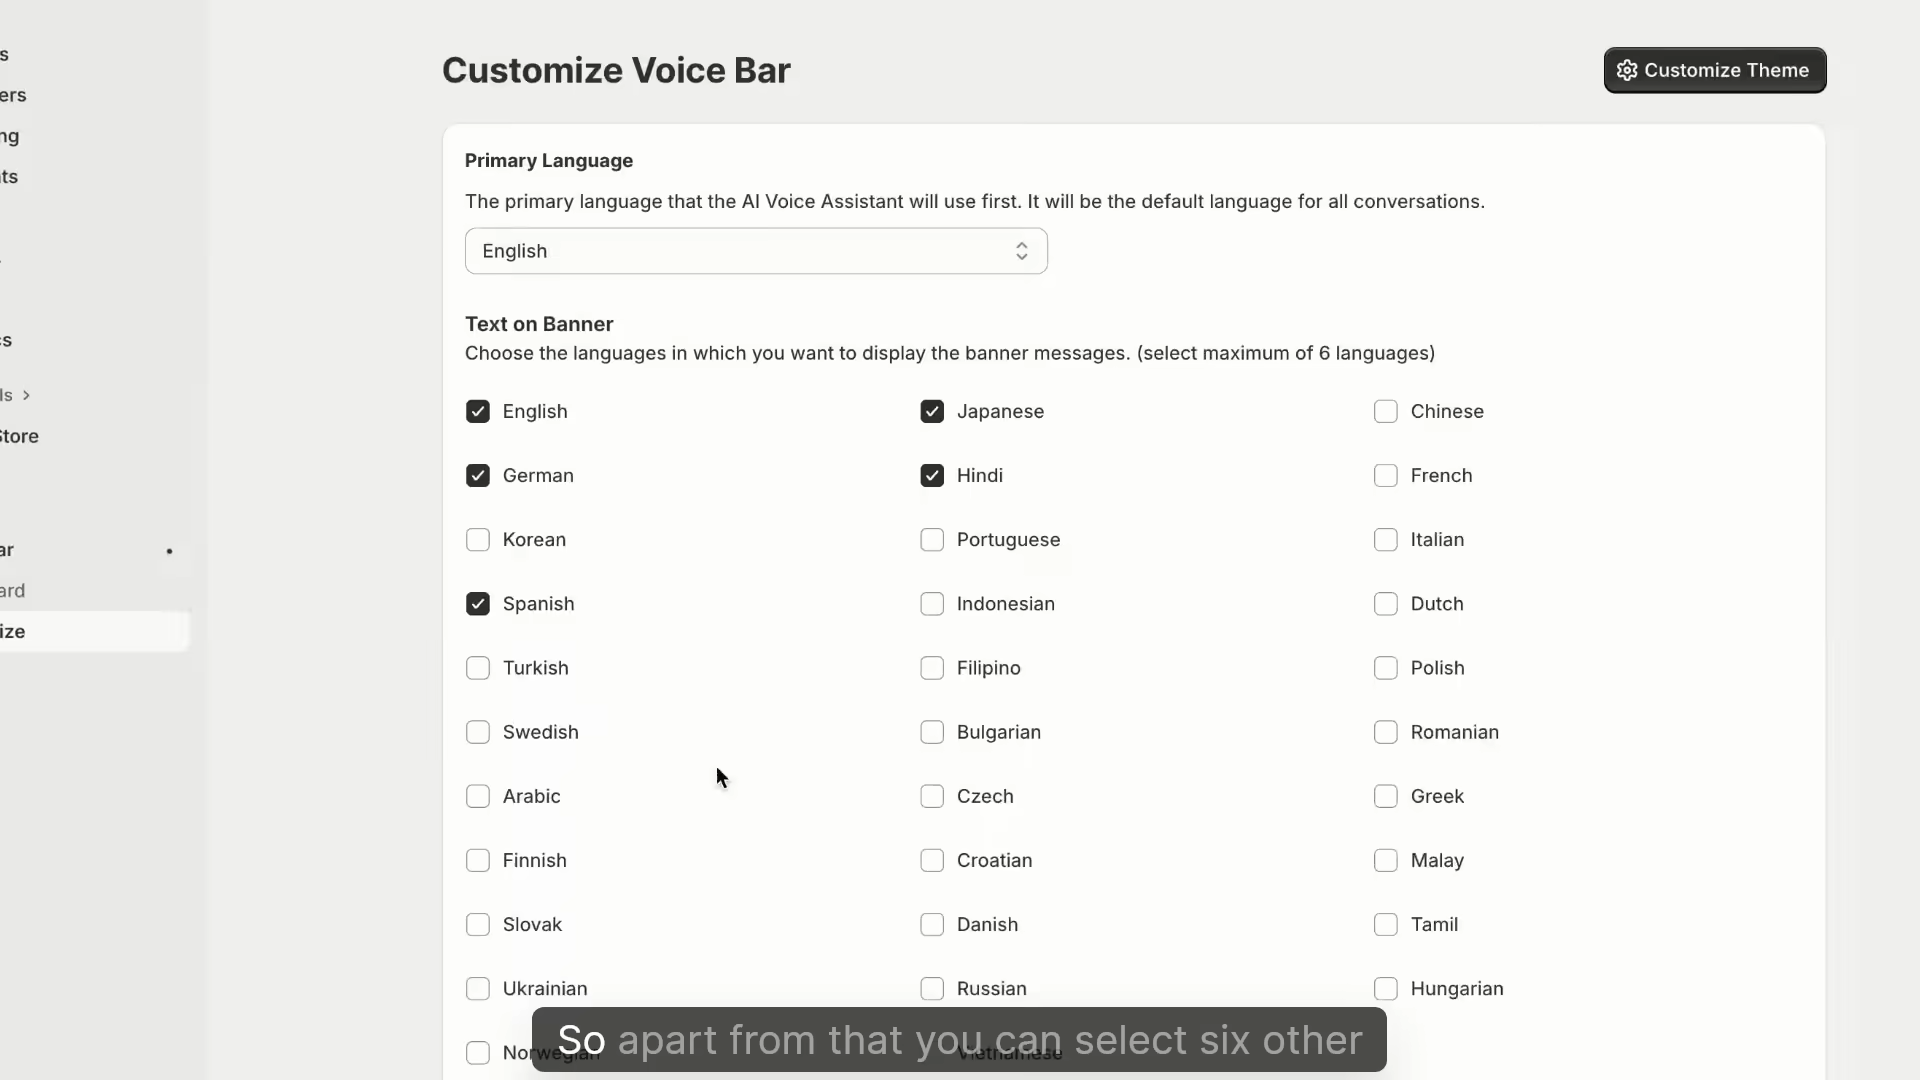 s
ers
ng
ts
cs
ls
Store
ar
ard
ize
Customize Voice Bar
Customize Theme
Primary Language
The primary language that the AI Voice Assistant will use first. It will be the default language for all conversations.
English
Text on Banner
Choose the languages in which you want to display the banner messages. (select maximum of 6 languages)
English Japanese Chinese
German Hindi French
Korean Portuguese Italian
Spanish Indonesian Dutch
Turkish Filipino Polish
Swedish Bulgarian Romanian
Arabic Czech Greek
Finnish Croatian Malay
Slovak Danish Tamil
Ukrainian Russian Hungarian
Norwegian Vietnamese
So apart from that you can select six other